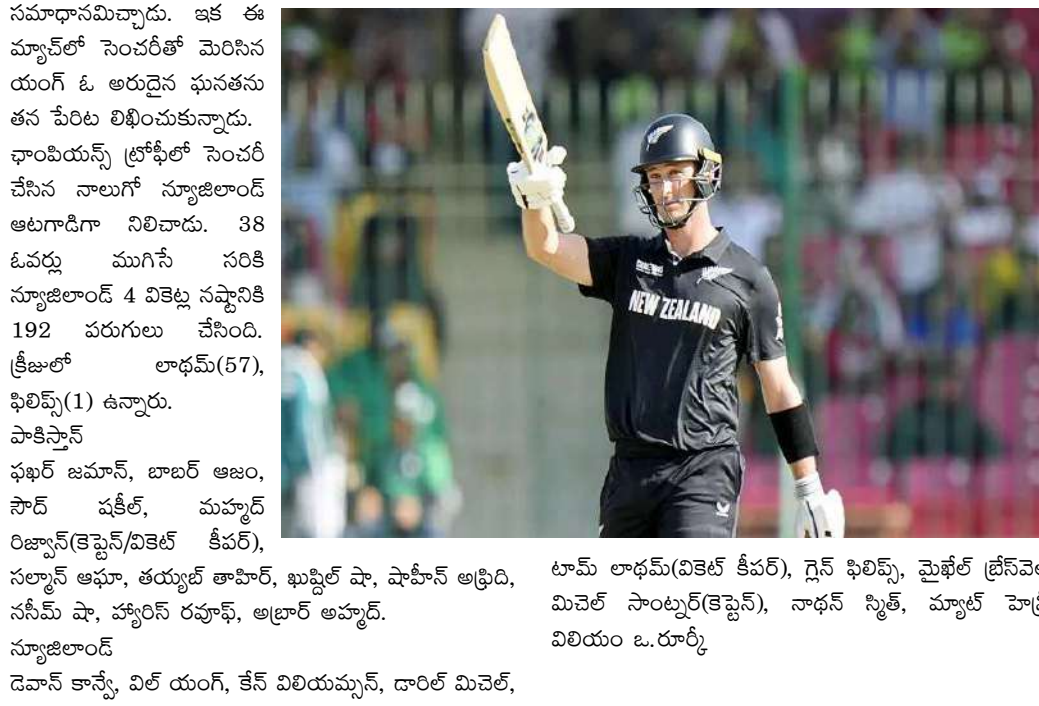 సమాధానమిచ్చాడు. ఇక ఈ
మ్యాచ్‌లో సెంచరీతో మెరిసిన
యంగ్ ఓ అరుదైన ఘనతను
తన పేరిట లిఖించుకున్నాడు.
ఛాంపియన్స్ ట్రోఫీలో సెంచరీ
చేసిన నాలుగో న్యూజిలాండ్
ఆటగాడిగా నిలిచాడు. 38
ఓవర్లు ముగిసే సరికి
న్యూజిలాండ్ 4 వికెట్ల నష్టానికి
192 పరుగులు చేసింది.
క్రీజులో లాథమ్(57),
ఫిలిప్స్(1) ఉన్నారు.
పాకిస్తాన్
ఫఖర్ జమాన్, బాబర్ ఆజం,
సౌద్ షకీల్, మహ్మద్
రిజ్వాన్(కెప్టెన్/వికెట్ కీపర్),
సల్మాన్ ఆఘా, తయ్యబ్ తాహిర్, ఖుష్దిల్ షా, షాహీన్ అఫ్రిది,
నసీమ్ షా, హ్యారిస్ రవూఫ్, అబ్రార్ అహ్మద్.
న్యూజిలాండ్
డెవాన్ కాన్వే, విల్ యంగ్, కేన్ విలియమ్సన్, డారిల్ మిచెల్,
టామ్ లాథమ్(వికెట్ కీపర్), గ్లెన్ ఫిలిప్స్, మైఖేల్
మిచెల్ సాంట్నర్(కెప్టెన్), నాథన్ స్మిత్, మ్యాట్
విలియం ఒ.రూర్కీ
NEW ZEALAND